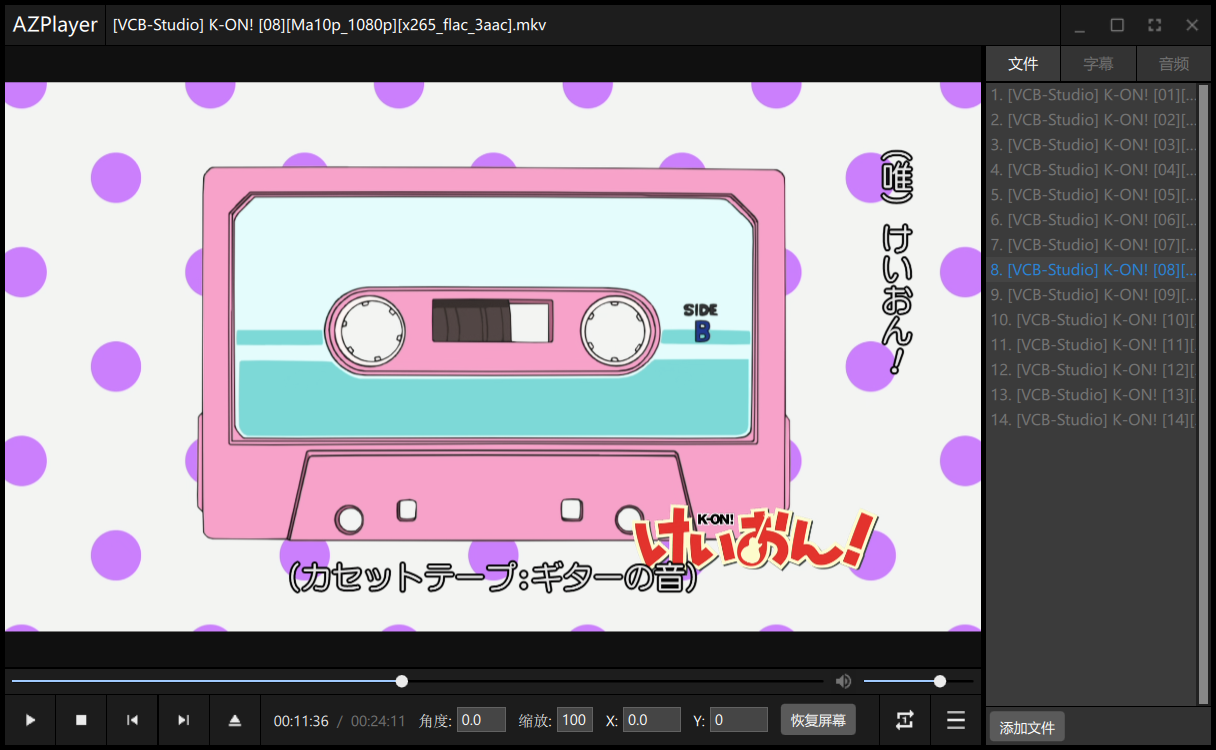 AZPlayer
[VCB-Studio] K-ON! [08][Ma10p_1080p][x265_flac_3aac].mkv
文件
字幕
音频
(唯) けいおん!
SIDE
B
K-ON!
けいおん!
(カセットテープ:ギターの音)
1. [VCB-Studio] K-ON! [01][...
2. [VCB-Studio] K-ON! [02][...
3. [VCB-Studio] K-ON! [03][...
4. [VCB-Studio] K-ON! [04][...
5. [VCB-Studio] K-ON! [05][...
6. [VCB-Studio] K-ON! [06][...
7. [VCB-Studio] K-ON! [07][...
8. [VCB-Studio] K-ON! [08][...
9. [VCB-Studio] K-ON! [09][...
10. [VCB-Studio] K-ON! [10][
11. [VCB-Studio] K-ON! [11][
12. [VCB-Studio] K-ON! [12][
13. [VCB-Studio] K-ON! [13][
14. [VCB-Studio] K-ON! [14][
00:11:36 / 00:24:11 角度: 0.0 缩放: 100 X: 0.0 Y: 0 恢复屏幕 1
添加文件